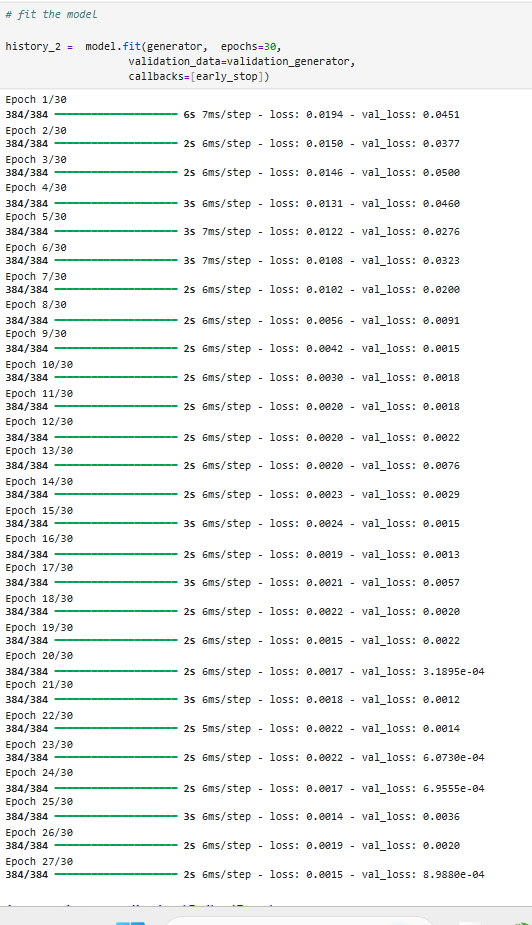 # fit the model
history_2 =  model.fit(generator,  epochs=30,
validation_data=validation_generator,
callbacks=[early_stop])
Epoch 1/30
384/384 6s 7ms/step - loss: 0.0194 - val_loss: 0.0451
Epoch 2/30
384/384 2s 6ms/step - loss: 0.0150 - val_loss: 0.0377
Epoch 3/30
384/384 2s 6ms/step - loss: 0.0146 - val_loss: 0.0500
Epoch 4/30
384/384 3s 6ms/step - loss: 0.0131 - val_loss: 0.0460
Epoch 5/30
384/384 3s 7ms/step - loss: 0.0122 - val_loss: 0.0276
Epoch 6/30
384/384 3s 7ms/step - loss: 0.0108 - val_loss: 0.0323
Epoch 7/30
384/384 2s 6ms/step - loss: 0.0102 - val_loss: 0.0200
Epoch 8/30
384/384 2s 6ms/step - loss: 0.0056 - val_loss: 0.0091
Epoch 9/30
384/384 2s 6ms/step - loss: 0.0042 - val_loss: 0.0015
Epoch 10/30
384/384 2s 6ms/step - loss: 0.0030 - val_loss: 0.0018
Epoch 11/30
384/384 2s 6ms/step - loss: 0.0020 - val_loss: 0.0018
Epoch 12/30
384/384 2s 6ms/step - loss: 0.0020 - val_loss: 0.0022
Epoch 13/30
384/384 2s 6ms/step - loss: 0.0020 - val_loss: 0.0076
Epoch 14/30
384/384 2s 6ms/step - loss: 0.0023 - val_loss: 0.0029
Epoch 15/30
384/384 3s 6ms/step - loss: 0.0024 - val_loss: 0.0015
Epoch 16/30
384/384 2s 6ms/step - loss: 0.0019 - val_loss: 0.0013
Epoch 17/30
384/384 3s 6ms/step - loss: 0.0021 - val_loss: 0.0057
Epoch 18/30
384/384 2s 6ms/step - loss: 0.0022 - val_loss: 0.0020
Epoch 19/30
384/384 2s 6ms/step - loss: 0.0015 - val_loss: 0.0022
Epoch 20/30
384/384 2s 6ms/step - loss: 0.0017 - val_loss: 3.1895e-04
Epoch 21/30
384/384 3s 6ms/step - loss: 0.0018 - val_loss: 0.0012
Epoch 22/30
384/384 2s 5ms/step - loss: 0.0022 - val_loss: 0.0014
Epoch 23/30
384/384 2s 6ms/step - loss: 0.0022 - val_loss: 6.0730e-04
Epoch 24/30
384/384 2s 6ms/step - loss: 0.0017 - val_loss: 6.9555e-04
Epoch 25/30
384/384 3s 6ms/step - loss: 0.0014 - val_loss: 0.0036
Epoch 26/30
384/384 2s 6ms/step - loss: 0.0019 - val_loss: 0.0020
Epoch 27/30
384/384 2s 6ms/step - loss: 0.0015 - val_loss: 8.9880e-04